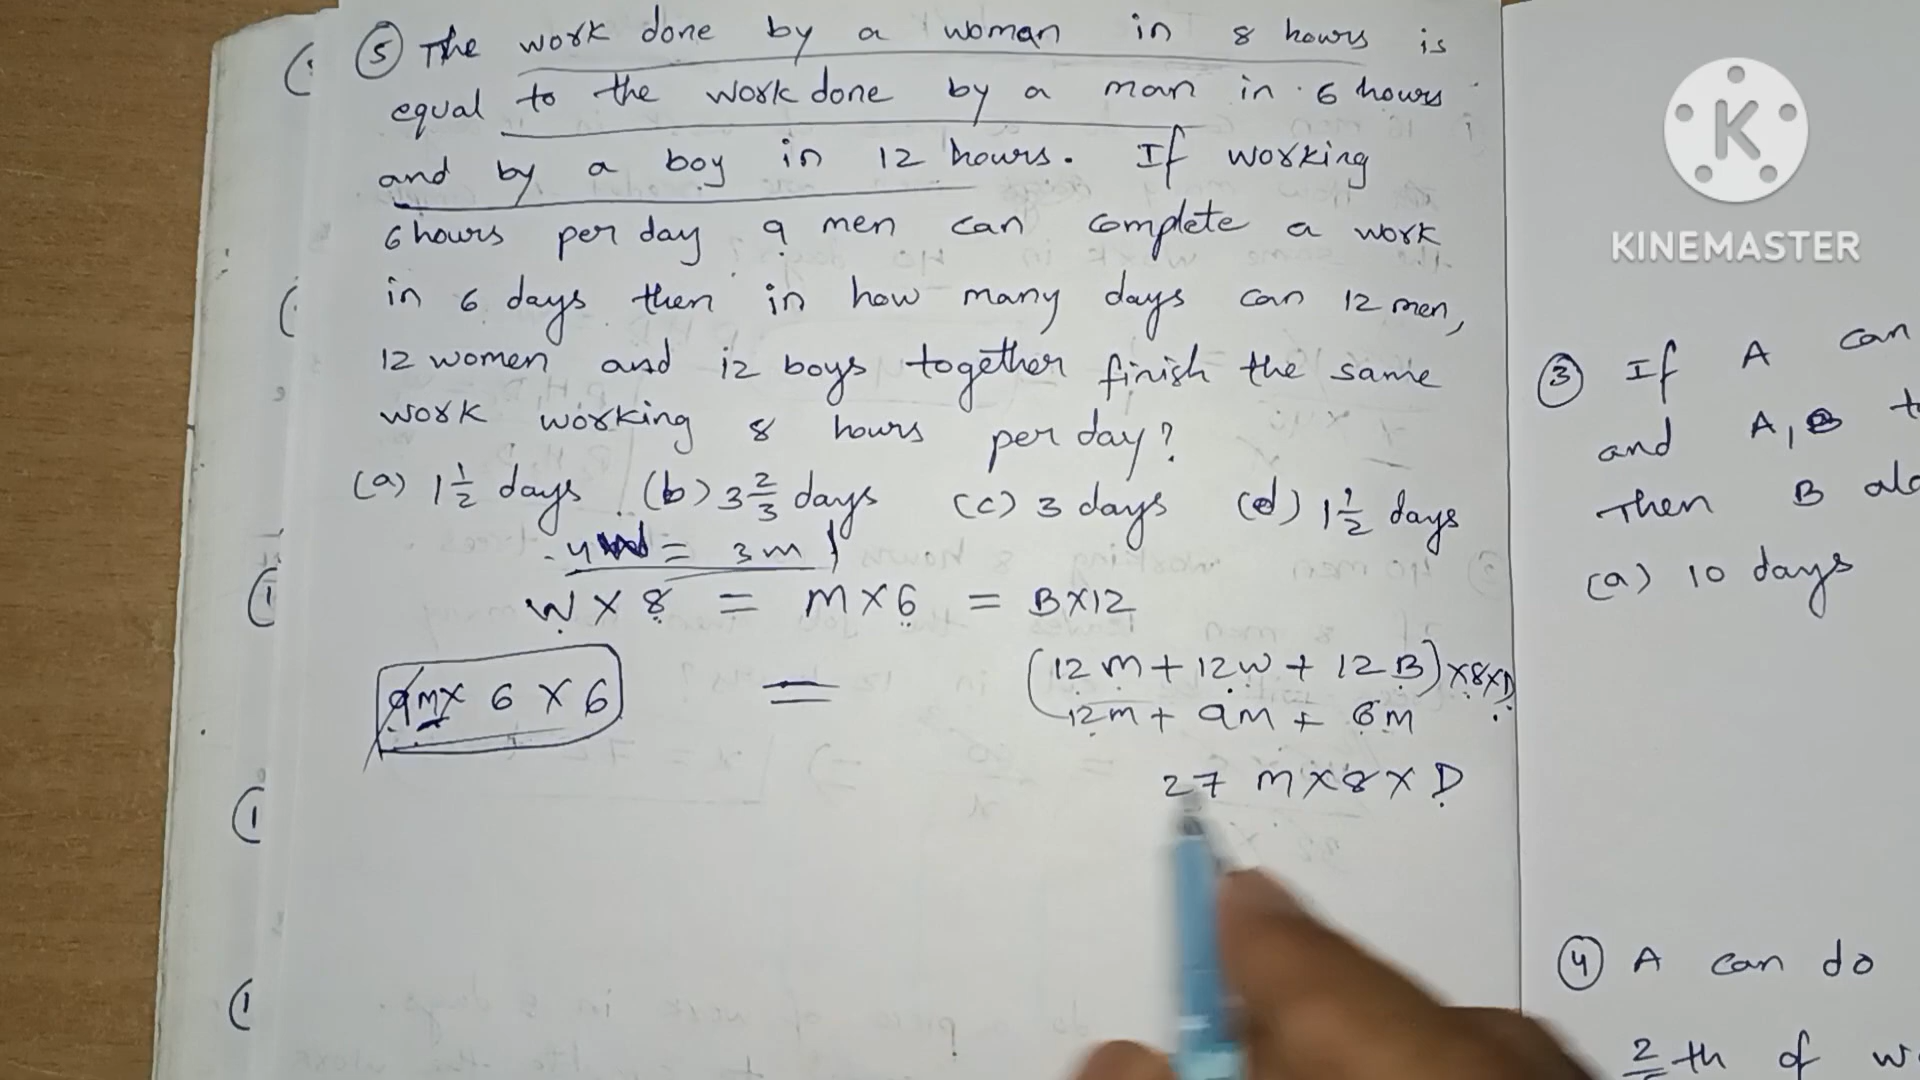 ⑤ The work done by a woman in 8 hours is
equal to the work done by a man in 6 hours
and by a boy in 12 hours. If working
6 hours per day 9 men can complete a work
in 6 days then in how many days can 12 men,
12 women and 12 boys together finish the same
work working 8 hours per day?
(a) 1 1/2 days (b) 3 2/3 days (c) 3 days (d) 1 1/2 days
4W = 3m
W × 8 = M × 6 = B × 12
9m × 6 × 6 = (12m + 12w + 12B) × 8 × D
12m + 9m + 6m
27 m × 8 × D
K
KINEMASTER
③ If A can
and A, B
Then B
(a) 10 days
④ A can do
2 th of